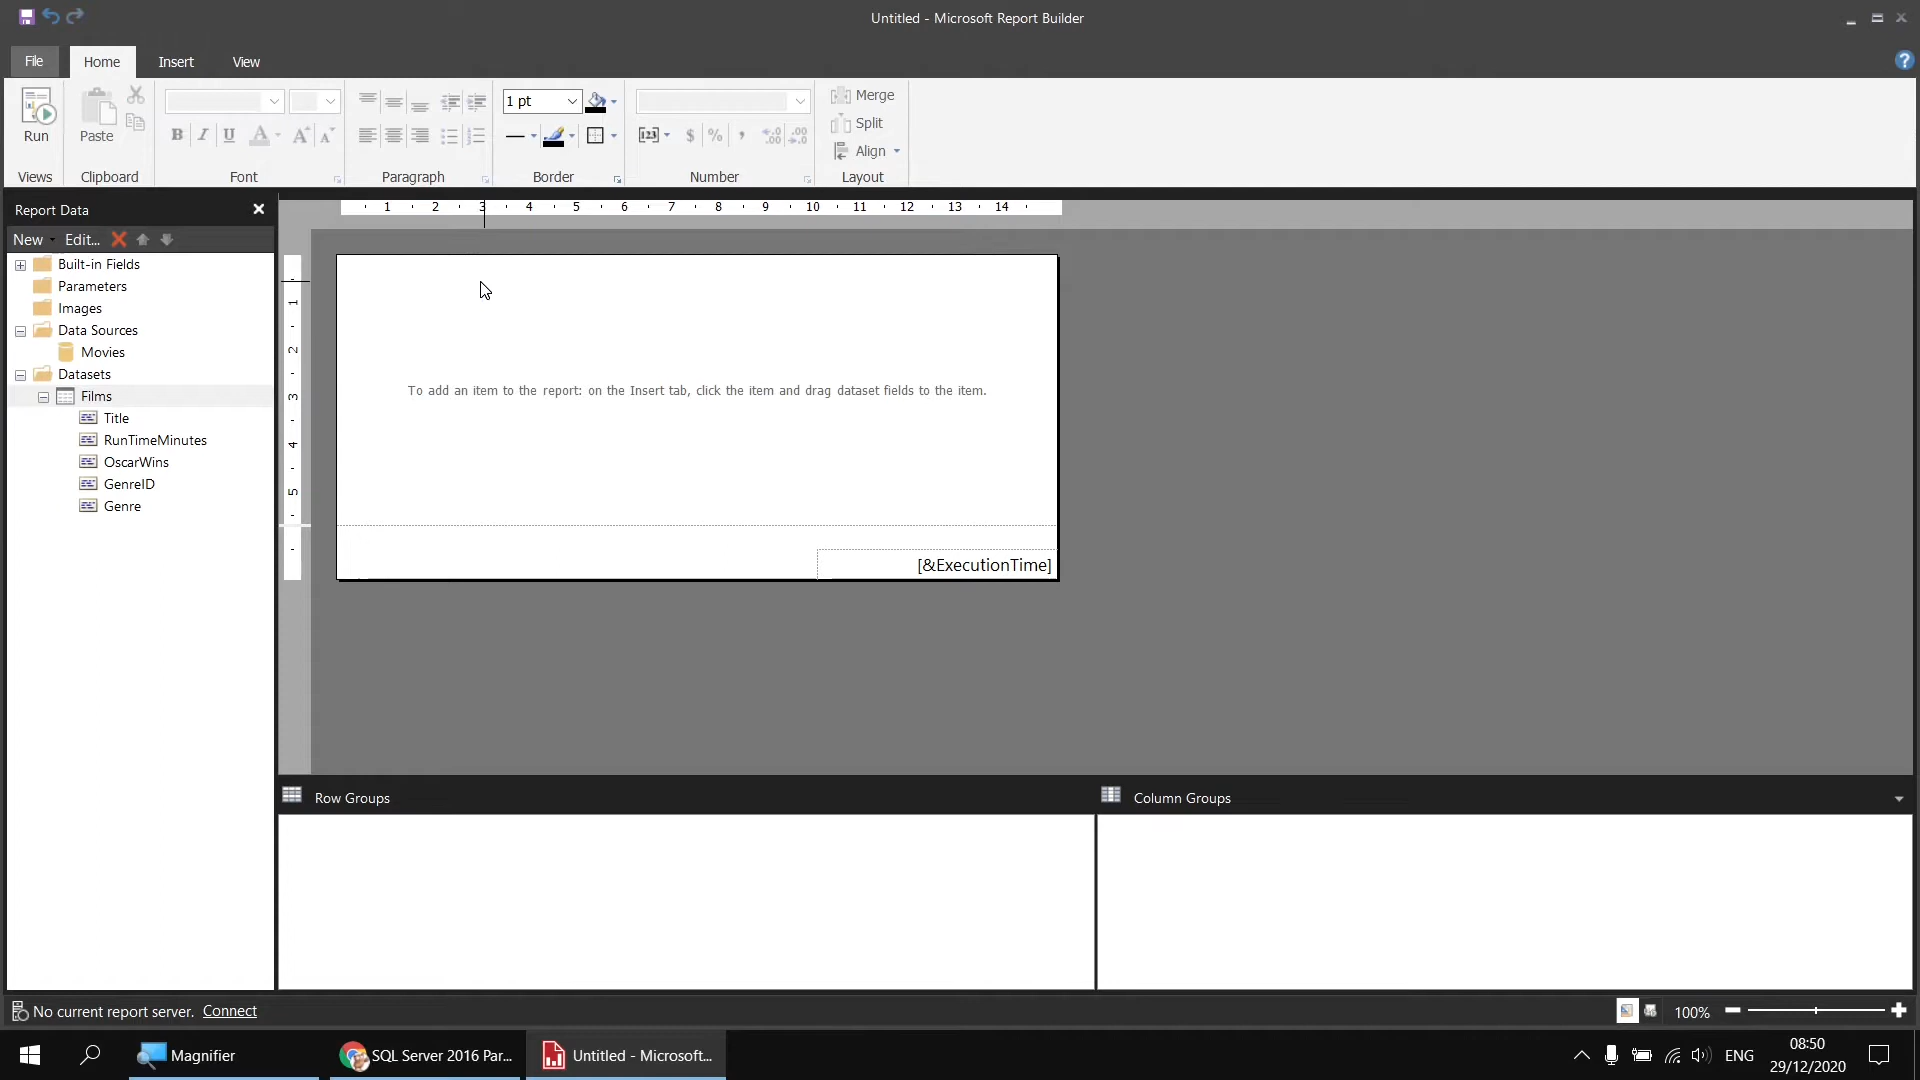 Untitled - Microsoft Report Builder
File Home Insert View
Run
Paste
1 pt
B I U A A A
$ % ,
Merge
Split
Align
Views Clipboard Font Paragraph Border Number Layout
Report Data
New Edit...
Built-in Fields
Parameters
Images
Data Sources
Movies
Datasets
Films
Title
RunTimeMinutes
OscarWins
GenreID
Genre
1 2 3 4 5 6 7 8 9 10 11 12 13 14
1
2
3
4
5
To add an item to the report: on the Insert tab, click the item and drag dataset fields to the item.
[&ExecutionTime]
Row Groups
Column Groups
No current report server. Connect
100%
Magnifier
SQL Server 2016 Par...
Untitled - Microsoft...
ENG
08:50
29/12/2020